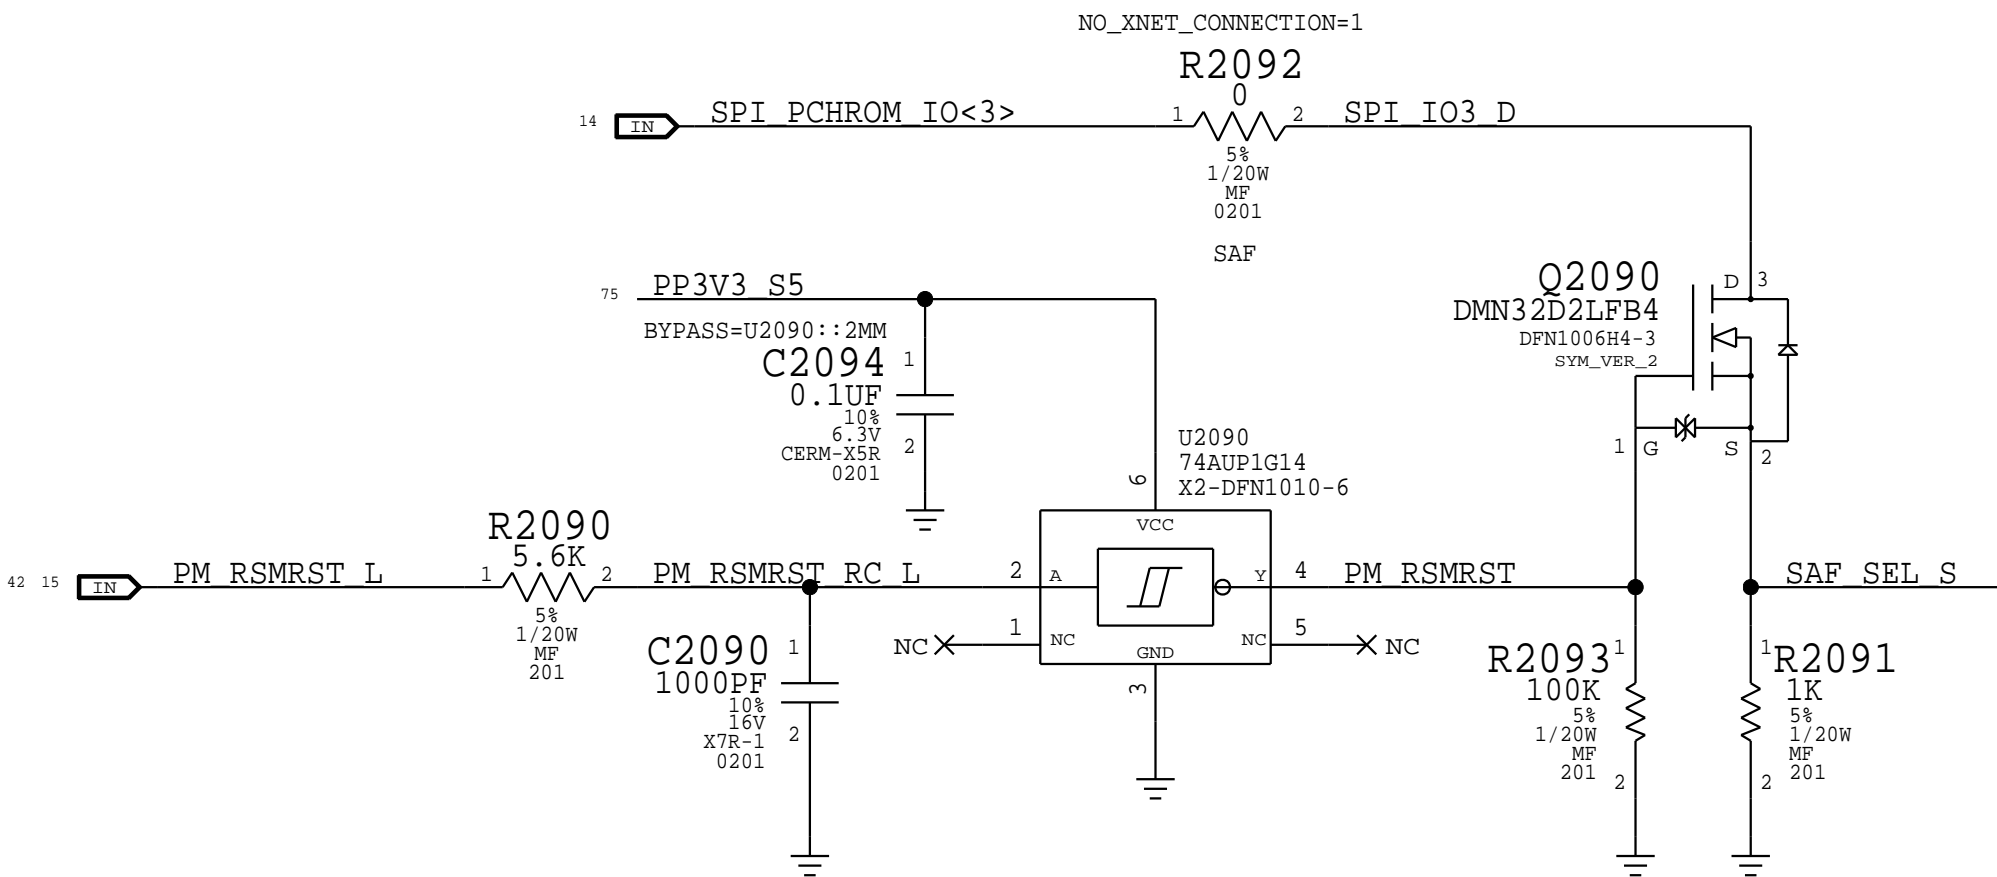 NO_XNET_CONNECTION=1
R2092
0
14 IN SPI_PCHROM_IO<3> 1 2 SPI_IO3_D
5%
1/20W
MF
0201
SAF
75 PP3V3_S5
BYPASS=U2090::2MM
C2094 1
0.1UF
10%
6.3V
CERM-X5R 2
0201
Q2090 D 3
DMN32D2LFB4
DFN1006H4-3
SYM_VER_2
1 G S 2
U2090
74AUP1G14
X2-DFN1010-6
6
VCC
R2090
5.6K
42 15 IN PM_RSMRST_L 1 2 PM_RSMRST_RC_L 2 A Y 4 PM_RSMRST SAF_SEL_S
5%
1/20W
MF
201
NC 1 NC NC 5 NC
GND
3
C2090 1
1000PF
10%
16V
X7R-1 2
0201
R2093 1
100K
5%
1/20W
MF
201
2
1 R2091
1K
5%
1/20W
MF
201
2